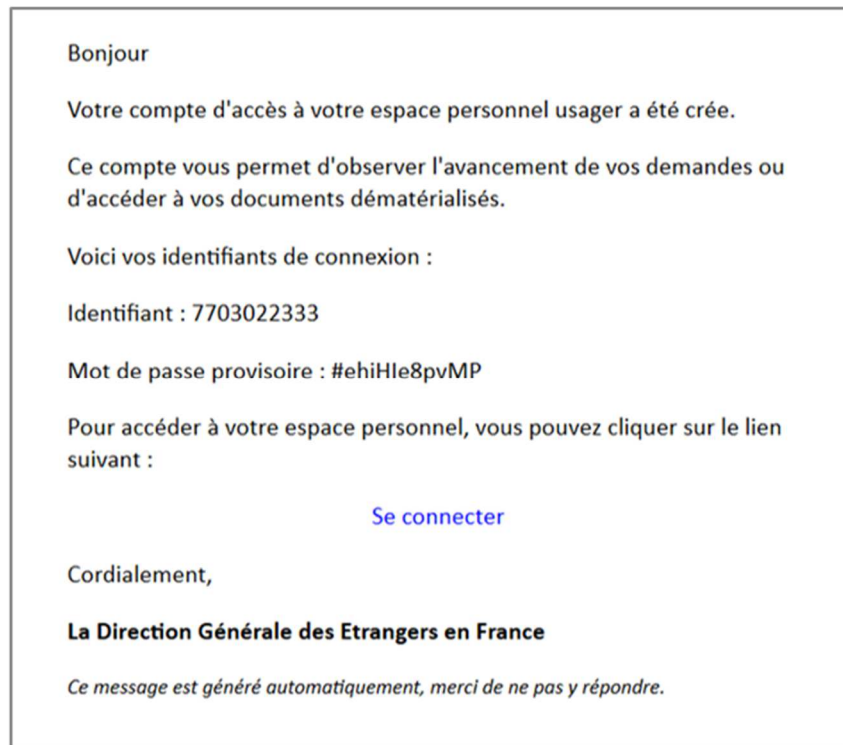 Bonjour
Votre compte d'accès à votre espace personnel usager a été crée.
Ce compte vous permet d'observer l'avancement de vos demandes ou
d'accéder à vos documents dématérialisés.
Voici vos identifiants de connexion :
Identifiant : 7703022333
Mot de passe provisoire : #ehiHIe8pvMP
Pour accéder à votre espace personnel, vous pouvez cliquer sur le lien
suivant :
Se connecter
Cordialement,
La Direction Générale des Etrangers en France
Ce message est généré automatiquement, merci de ne pas y répondre.